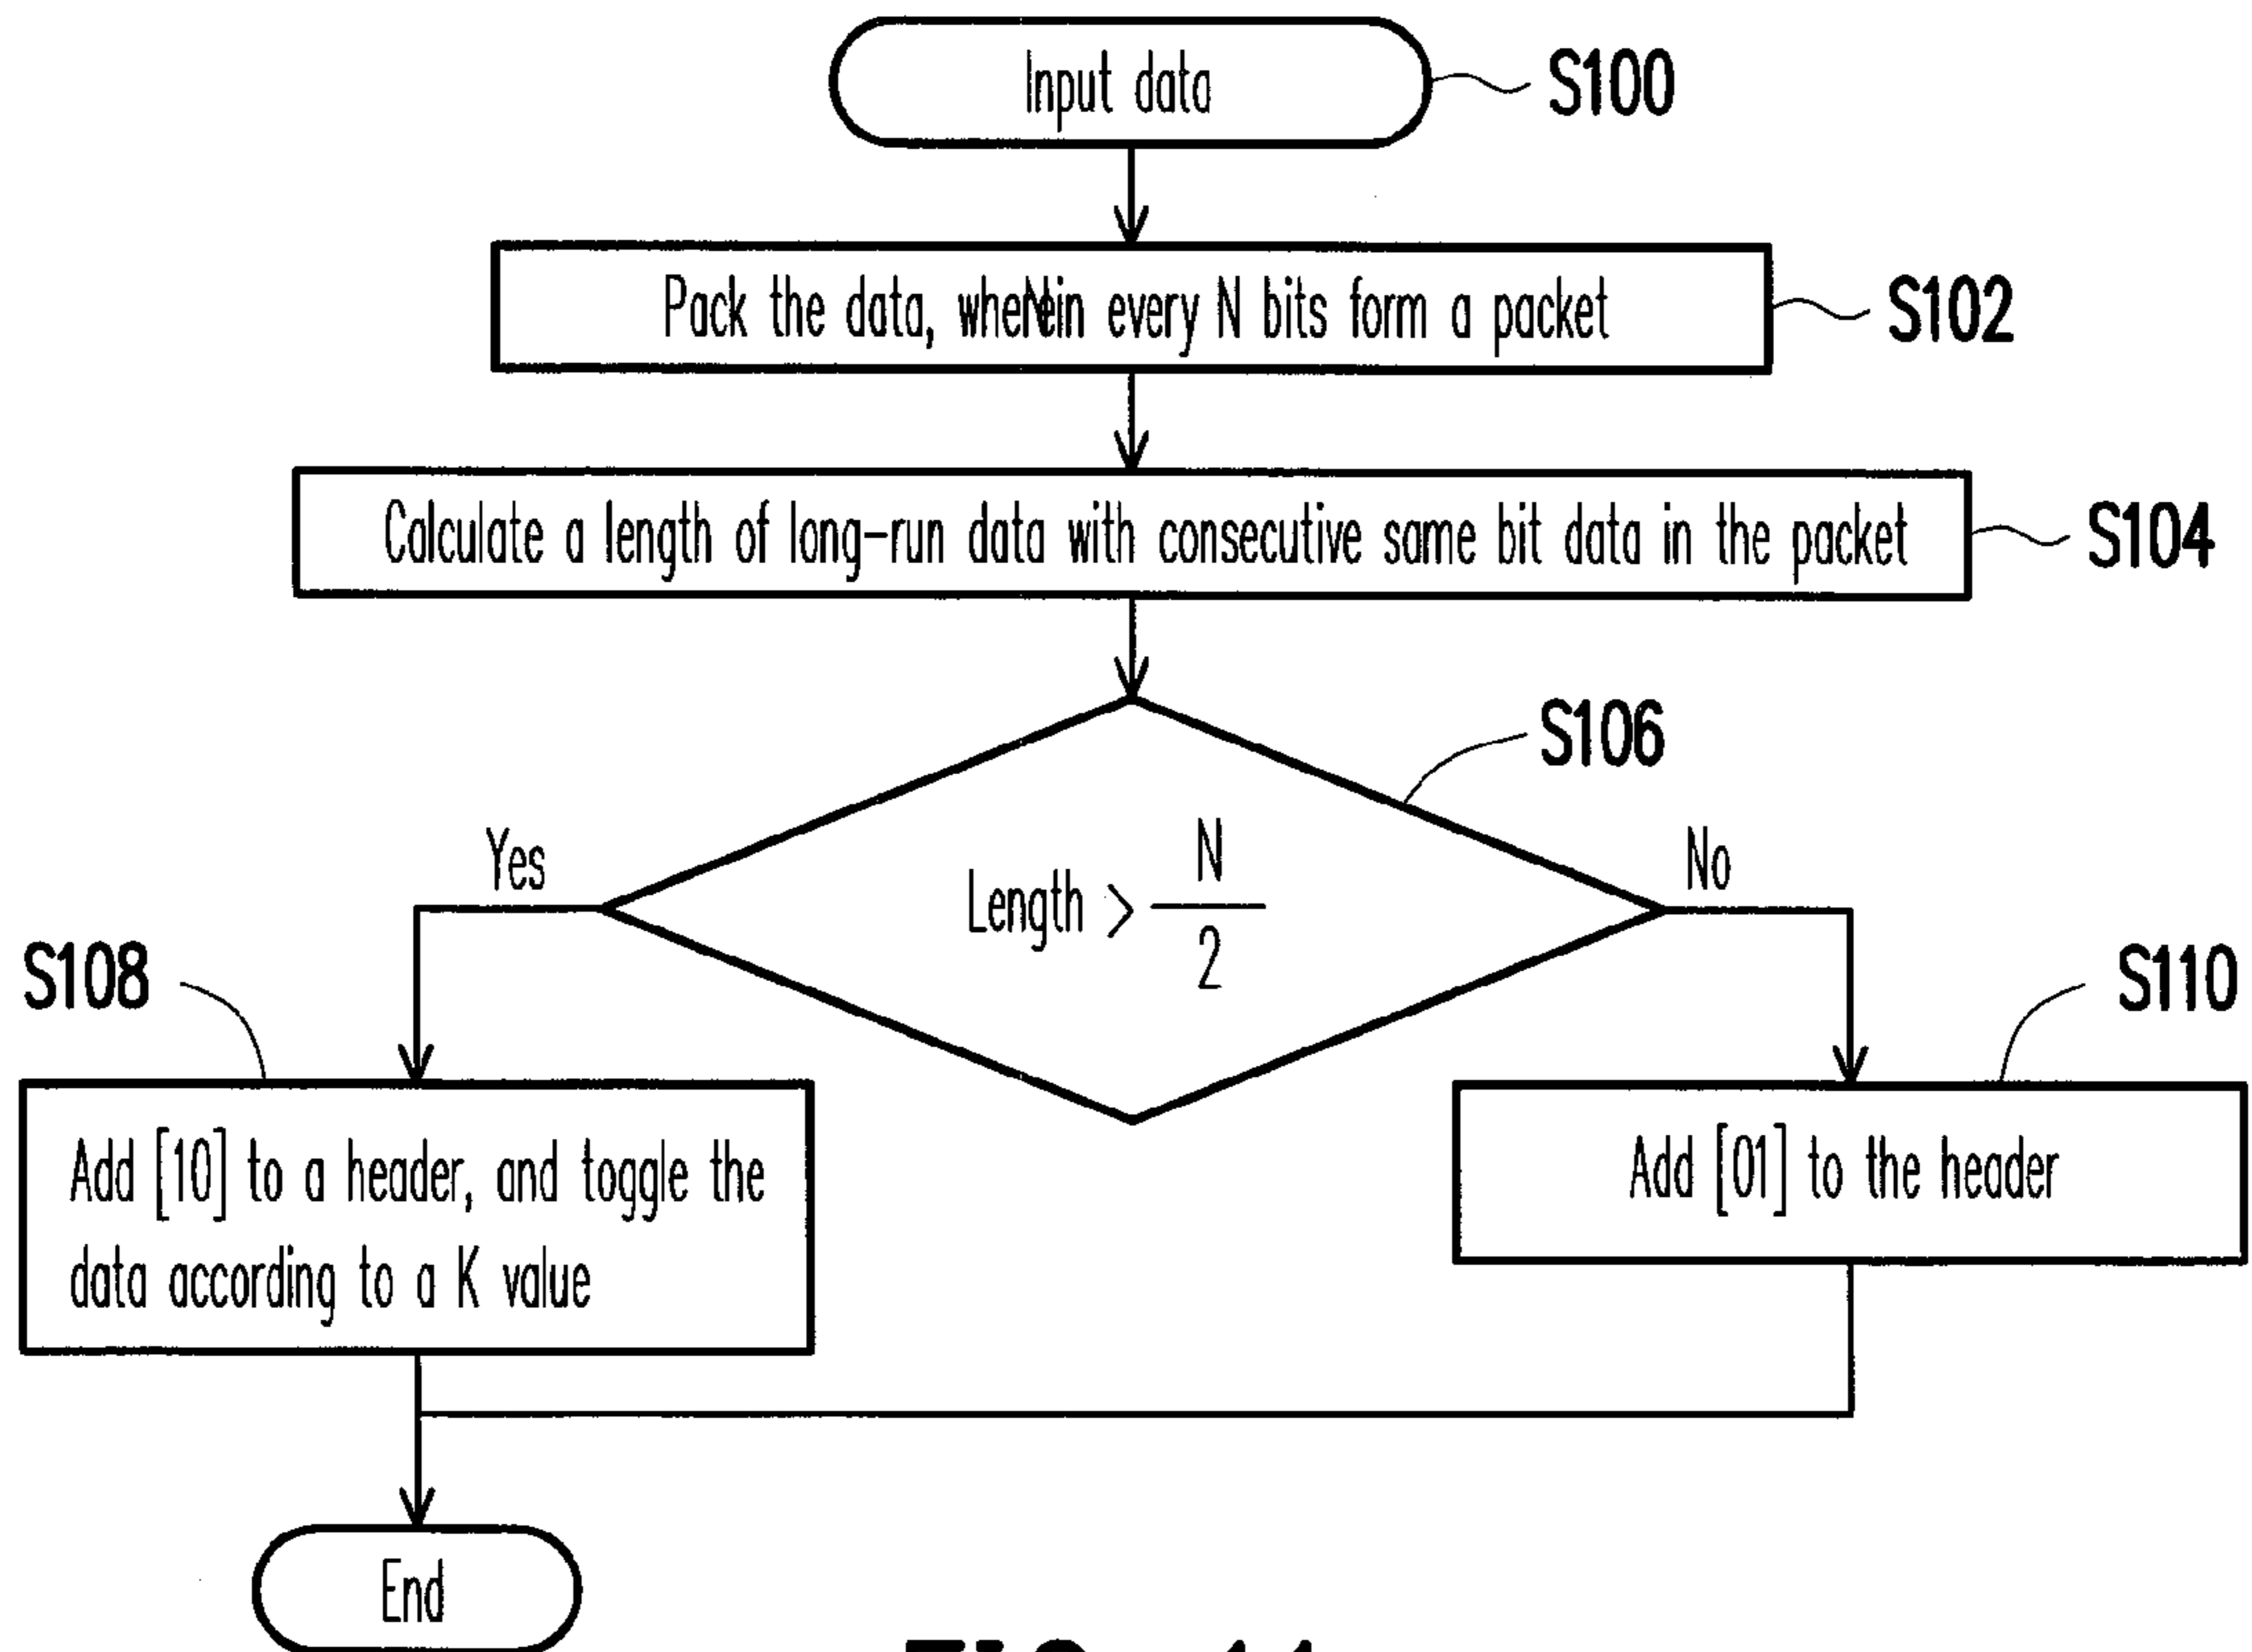 Input data
S100
Pack the data, wherein every N bits form a packet
S102
Calculate a length of long-run data with consecutive same bit data in the packet
S104
S106
Yes
Length > N/2
No
S108
S110
Add [10] to a header, and toggle the
data according to a K value
Add [01] to the header
End